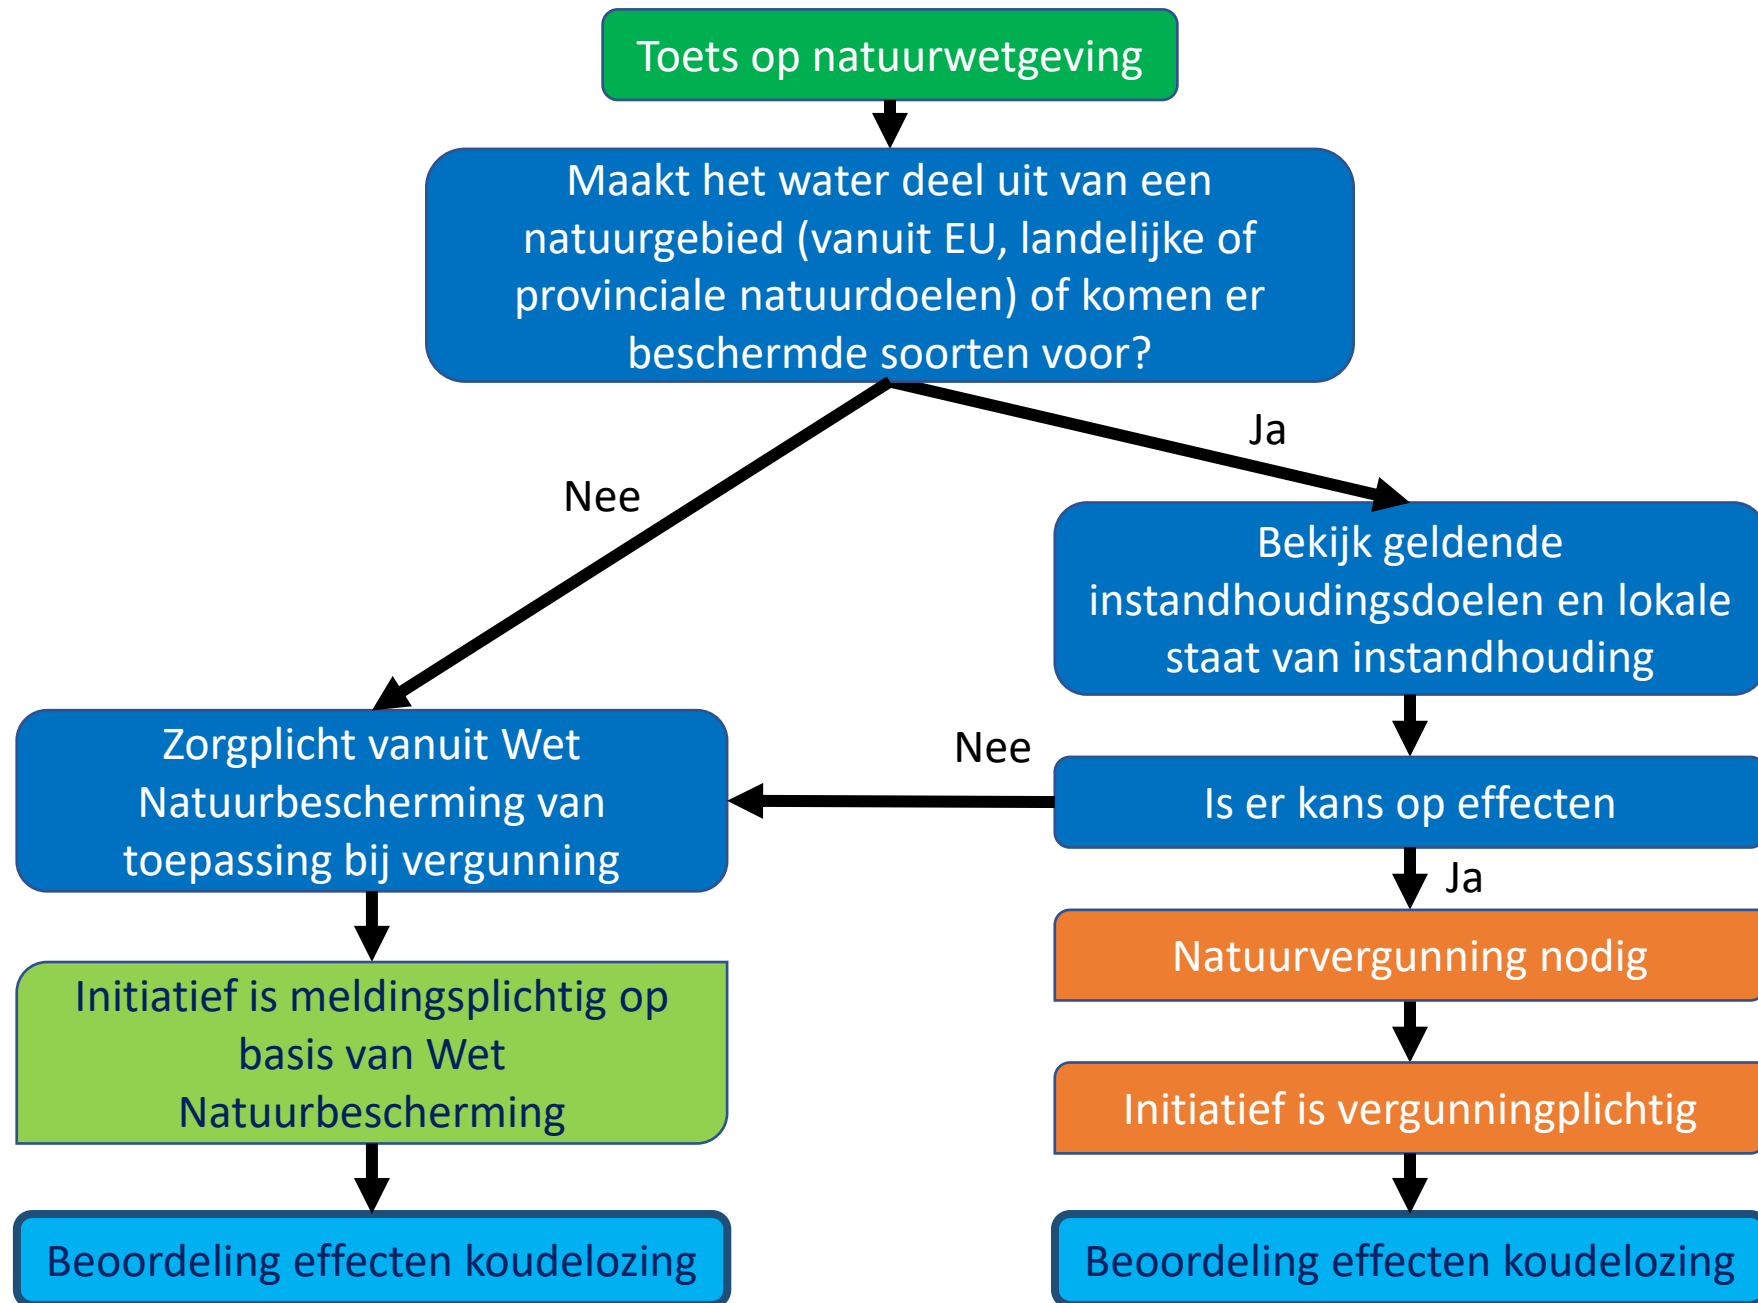 Toets op natuurwetgeving
Maakt het water deel uit van een
natuurgebied (vanuit EU, landelijke of
provinciale natuurdoelen) of komen er
beschermde soorten voor?
Ja
Nee
Bekijk geldende
instandhoudingsdoelen en lokale
staat van instandhouding
Zorgplicht vanuit Wet
Natuurbescherming van
toepassing bij vergunning
Nee
Is er kans op effecten
Ja
Natuurvergunning nodig
Initiatief is meldingsplichtig op
basis van Wet
Natuurbescherming
Initiatief is vergunningplichtig
Beoordeling effecten koudelozing
Beoordeling effecten koudelozing